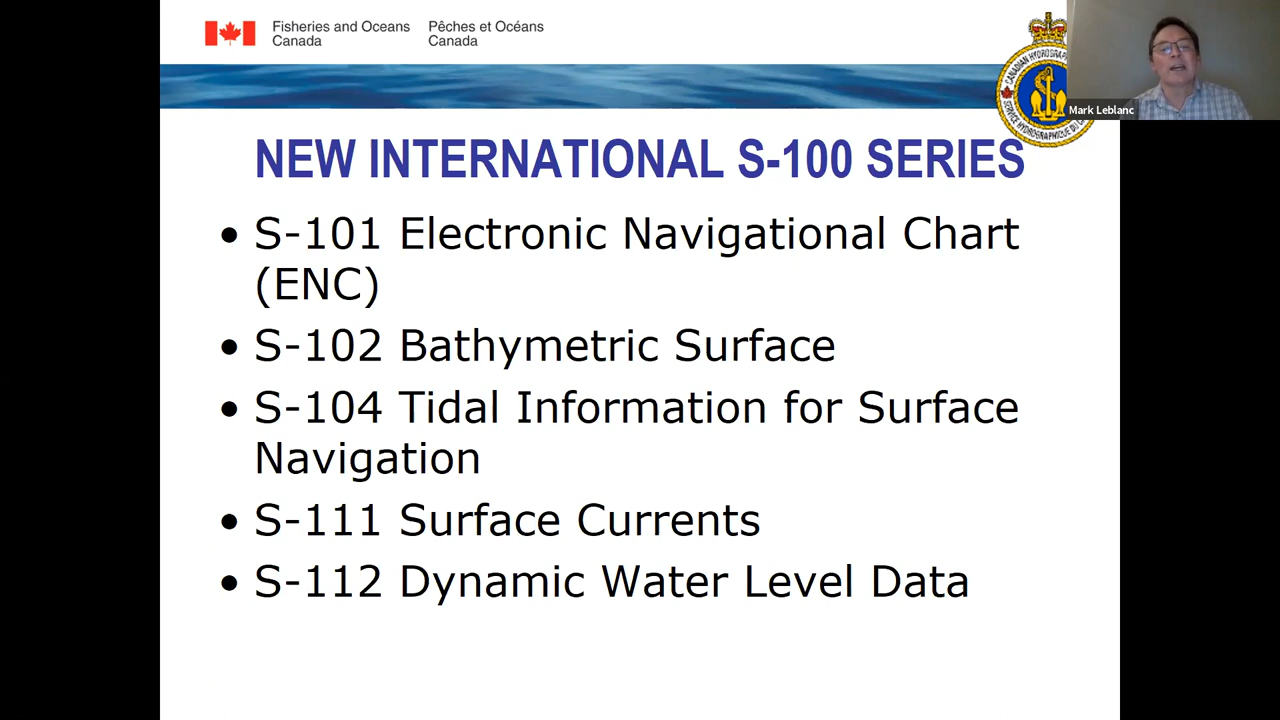 Fisheries and Oceans Pêches et Océans
Canada Canada
Mark Leblanc
NEW INTERNATIONAL S-100 SERIES
• S-101 Electronic Navigational Chart
(ENC)
• S-102 Bathymetric Surface
• S-104 Tidal Information for Surface
Navigation
• S-111 Surface Currents
• S-112 Dynamic Water Level Data